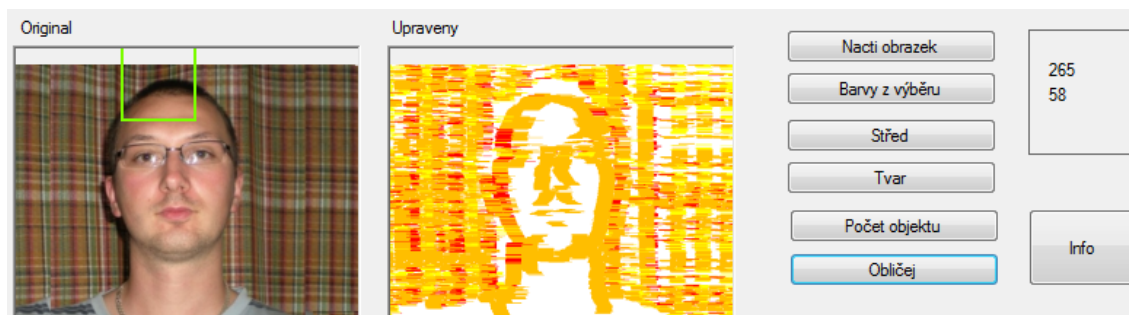 Original
Upraveny
Nacti obrazek
Barvy z výběru
Střed
Tvar
Počet objektu
Obličej
265
58
Info